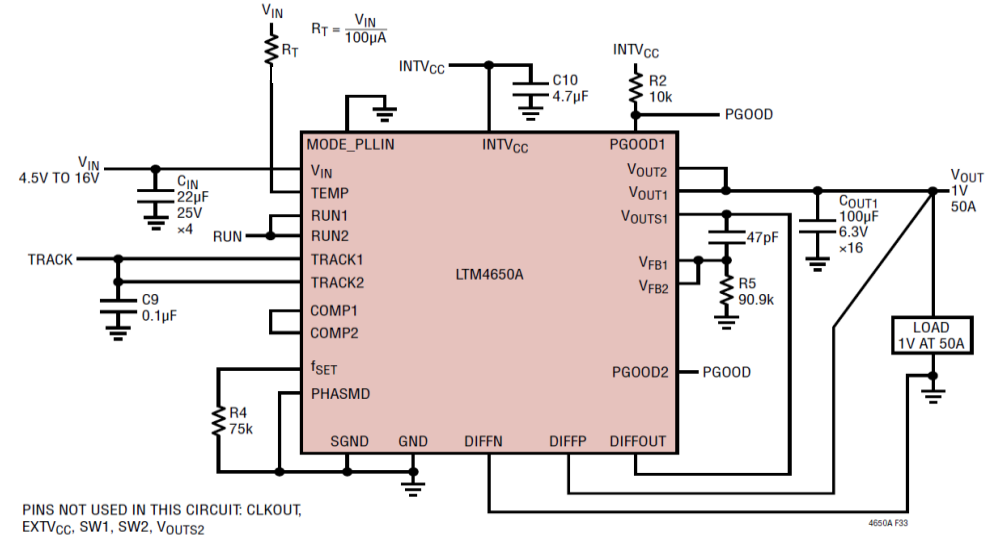 VIN
RT
RT = VIN
100µA
INTVCC
C10
4.7µF
INTVCC
R2
10k
PGOOD
MODE_PLLIN
INTVCC
PGOOD1
VIN
4.5V TO 16V
CIN
22µF
25V
×4
VIN
TEMP
RUN
RUN1
RUN2
TRACK
TRACK1
TRACK2
C9
0.1µF
COMP1
COMP2
fSET
PHASMD
R4
75k
LTM4650A
VOUT2
VOUT1
VOUTS1
47pF
VFB1
VFB2
R5
90.9k
COUT1
100µF
6.3V
×16
VOUT
1V
50A
LOAD
1V AT 50A
PGOOD2
PGOOD
SGND
GND
DIFFN
DIFFP
DIFFOUT
PINS NOT USED IN THIS CIRCUIT: CLKOUT,
EXTVCC, SW1, SW2, VOUTS2
4650A F33